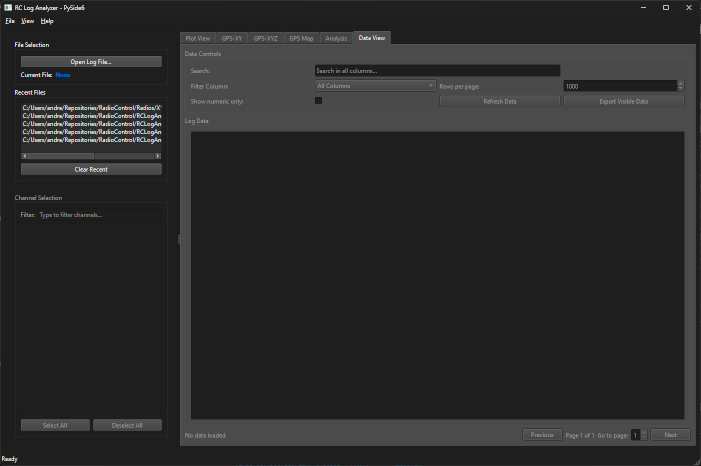 RC Log Analyzer - PySide6
File View Help
File Selection
Open Log File...
Current File: None
Recent Files
C:/Users/andre/Repositories/RadioControl/Radios/X
C:/Users/andre/Repositories/RadioControl/RCLogAn
C:/Users/andre/Repositories/RadioControl/RCLogAn
C:/Users/andre/Repositories/RadioControl/RCLogAn
C:/Users/andre/Repositories/RadioControl/RCLogAn
Clear Recent
Channel Selection
Filter: Type to filter channels...
Select All Deselect All
Plot View GPS-XY GPS-XYZ GPS Map Analysis Data View
Data Controls
Search: Search in all columns...
Filter Column: All Columns Rows per page: 1000
Show numeric only: Refresh Data Export Visible Data
Log Data
No data loaded Previous Page 1 of 1 Go to page: 1 Next
Ready